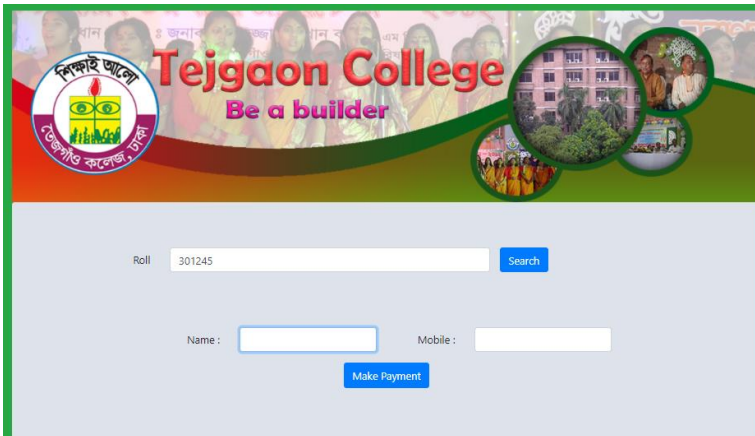 শিক্ষাই আলো
তেজগাঁও কলেজ, ঢাকা
Tejgaon College
Be a builder
Roll
301245
Search
Name :
Mobile :
Make Payment